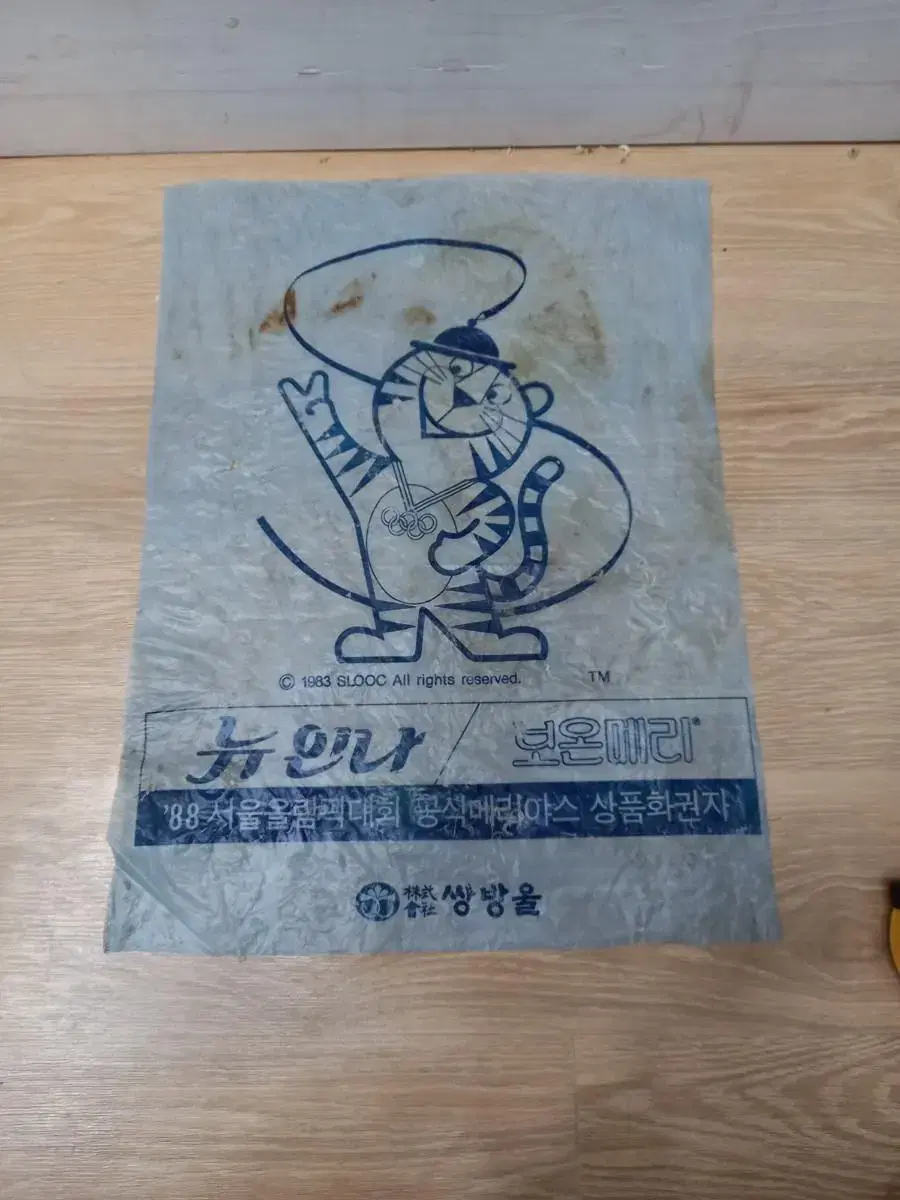 © 1983 SLOOC All rights reserved. TM
뉴인나 보온메리®
'88 서울올림픽대회 공식메리야스 상품화권자
株式會社 쌍방울